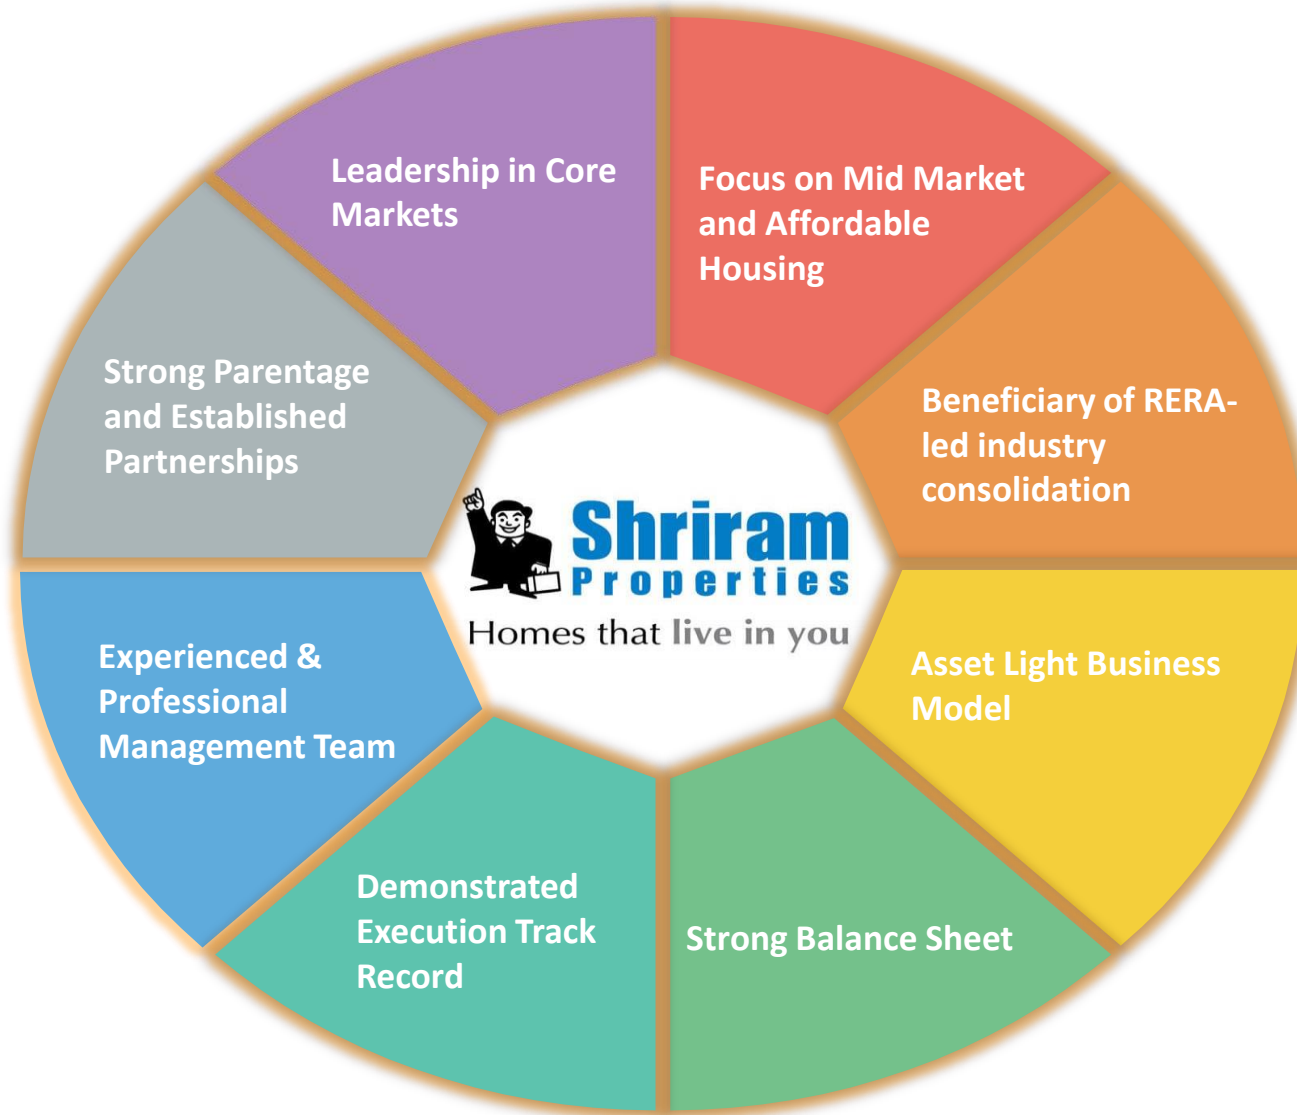 Leadership in Core
Markets
Focus on Mid Market
and Affordable
Housing
Strong Parentage
and Established
Partnerships
Beneficiary of RERA-
led industry
consolidation
Shriram
Properties
Homes that live in you
Experienced &
Professional
Management Team
Asset Light Business
Model
Demonstrated
Execution Track
Record
Strong Balance Sheet